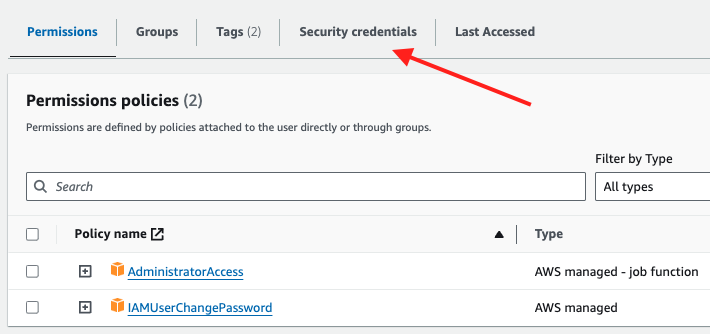 Permissions Groups Tags (2) Security credentials Last Accessed
Permissions policies (2)
Permissions are defined by policies attached to the user directly or through groups.
Filter by Type
Search All types
Policy name Type
AdministratorAccess AWS managed - job function
IAMUserChangePassword AWS managed